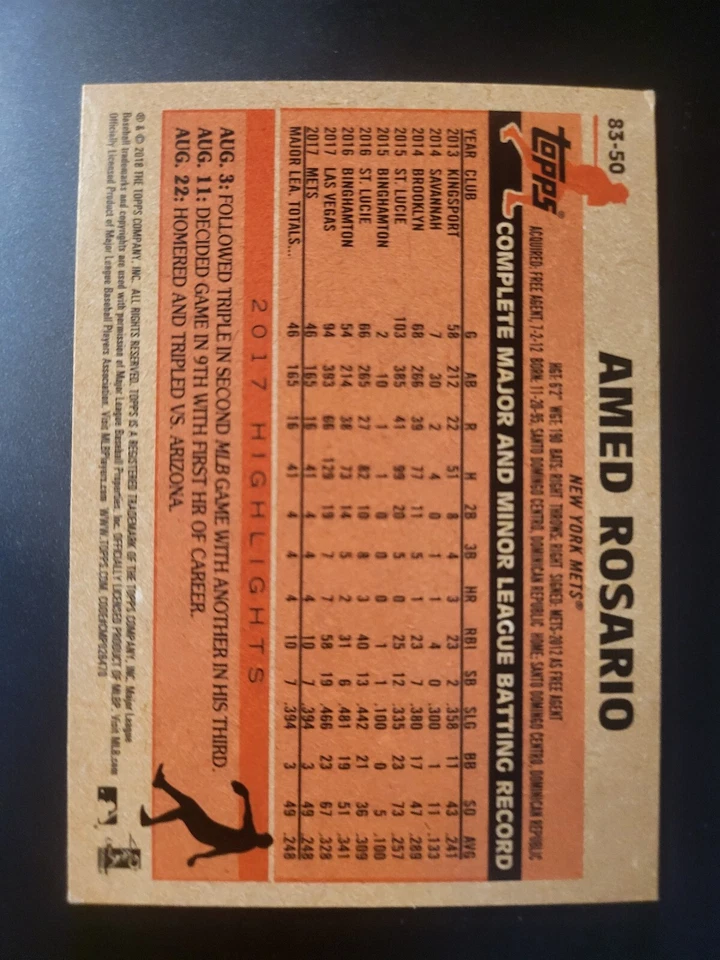 83-50
AMED ROSARIO
topps®
NEW YORK METS®
HGT: 6'2" WGT: 190 BATS: RIGHT THROWS: RIGHT SIGNED: METS-2012 AS FREE AGENT
ACQUIRED: FREE AGENT, 7-2-12 BORN: 11-20-95, SANTO DOMINGO CENTRO, DOMINICAN REPUBLIC HOME: SANTO DOMINGO CENTRO, DOMINICAN REPUBLIC
COMPLETE MAJOR AND MINOR LEAGUE BATTING RECORD
YEAR CLUB G AB R H 2B 3B HR RBI SB SLG BB SO AVG
2013 KINGSPORT 58 212 22 51 8 4 3 23 2 .358 11 43 .241
2014 SAVANNAH 7 30 2 4 0 1 1 4 0 .300 1 11 .133
2014 BROOKLYN 68 266 39 77 11 5 1 23 7 .380 17 47 .289
2015 ST. LUCIE 103 385 41 99 20 5 0 25 12 .335 23 73 .257
2015 BINGHAMTON 2 10 1 1 0 0 0 1 1 .100 0 5 .100
2016 ST. LUCIE 66 265 27 82 10 8 3 40 13 .442 21 36 .309
2016 BINGHAMTON 54 214 38 73 14 5 2 31 6 .481 19 51 .341
2017 LAS VEGAS 94 393 66 129 19 7 7 58 19 .466 23 67 .328
2017 METS 46 165 16 41 4 4 4 10 7 .394 3 49 .248
MAJOR LEA. TOTALS... 46 165 16 41 4 4 4 10 7 .394 3 49 .248
2017 HIGHLIGHTS
AUG. 3: FOLLOWED TRIPLE IN SECOND MLB GAME WITH ANOTHER IN HIS THIRD.
AUG. 11: DECIDED GAME IN 9TH WITH FIRST HR OF CAREER.
AUG. 22: HOMERED AND TRIPLED VS. ARIZONA.
® & © 2018 THE TOPPS COMPANY, INC. ALL RIGHTS RESERVED. TOPPS IS A REGISTERED TRADEMARK OF THE TOPPS COMPANY, INC. Major League
Baseball trademarks and copyrights are used with permission of Major League Baseball Properties, Inc. OFFICIALLY LICENSED PRODUCT OF MLBP. Visit MLB.com
Officially Licensed Product of Major League Baseball Players Association. Visit MLBPlayers.com WWW.TOPPS.COM. CODE#CMP026470